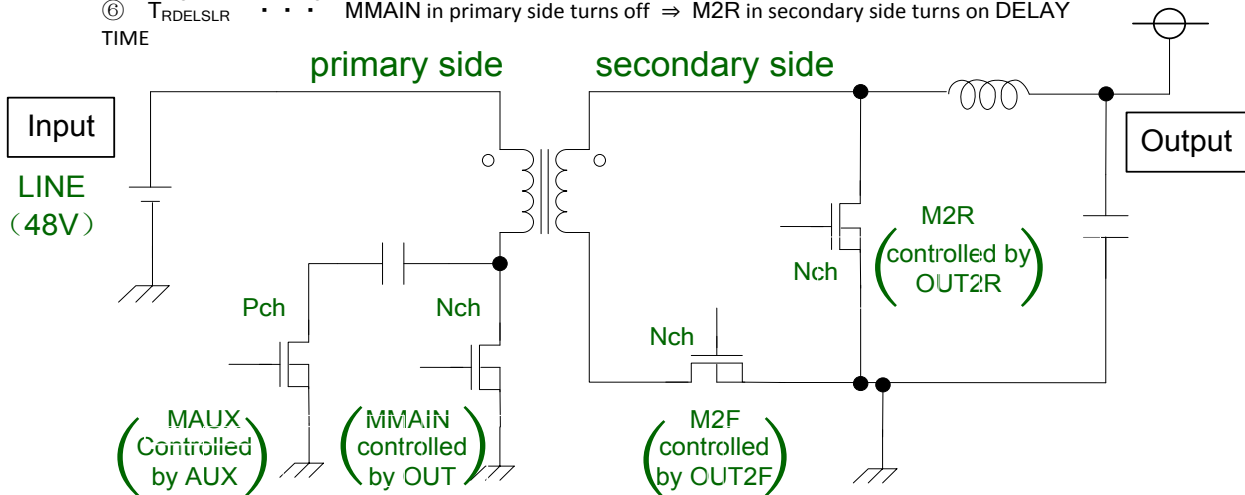 ⑥ TRDELSLR ・・・ MMAIN in primary side turns off ⇒ M2R in secondary side turns on DELAY
TIME
primary side
secondary side
Input
Output
LINE
（48V）
M2R
(controlled by
OUT2R)
Nch
Pch
Nch
Nch
(MAUX
Controlled
by AUX)
(MMAIN
controlled
by OUT)
(M2F
controlled
by OUT2F)